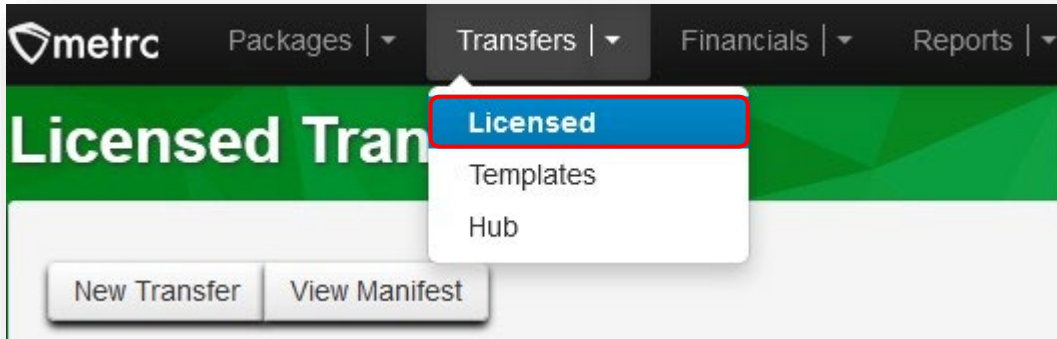 metrc Packages | Transfers | Financials | Reports |
Licensed Tran
Licensed
Templates
Hub
New Transfer View Manifest